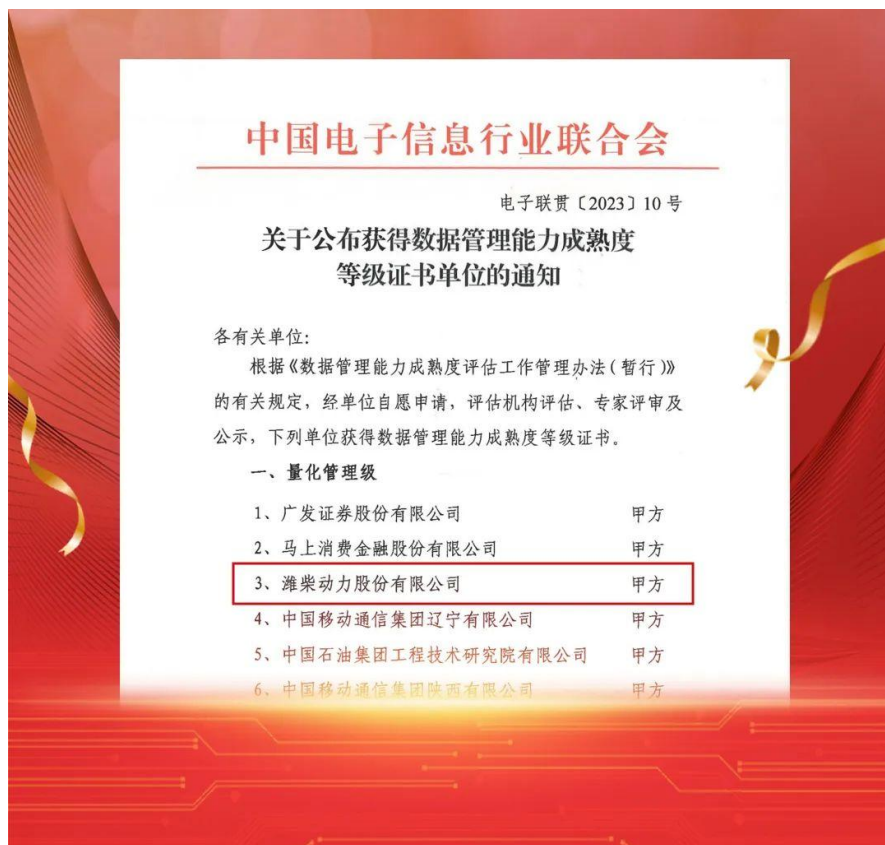 中国电子信息行业联合会
电子联贯〔2023〕10 号
关于公布获得数据管理能力成熟度
等级证书单位的通知
各有关单位:
根据《数据管理能力成熟度评估工作管理办法(暂行)》
的有关规定，经单位自愿申请，评估机构评估、专家评审及
公示，下列单位获得数据管理能力成熟度等级证书。
一、量化管理级
1、广发证券股份有限公司 甲方
2、马上消费金融股份有限公司 甲方
3、潍柴动力股份有限公司 甲方
4、中国移动通信集团辽宁有限公司 甲方
5、中国石油集团工程技术研究院有限公司 甲方
6、中国移动通信集团陕西有限公司 甲方